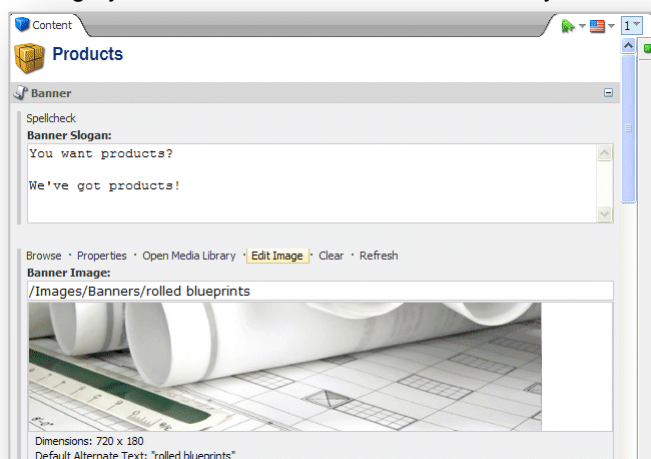 Content
1
Products
Banner
Spellcheck
Banner Slogan:
You want products?
We've got products!
Browse · Properties · Open Media Library · Edit Image · Clear · Refresh
Banner Image:
/Images/Banners/rolled blueprints
Dimensions: 720 x 180
Default Alternate Text: "rolled blueprints"